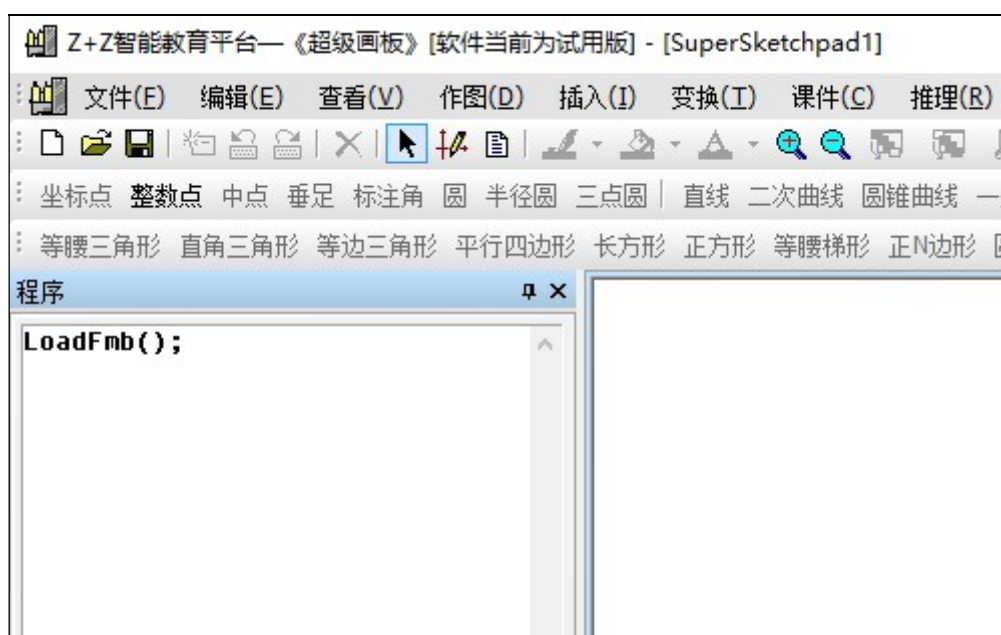 Z+Z智能教育平台—《超级画板》[软件当前为试用版] - [SuperSketchpad1]
文件(F) 编辑(E) 查看(V) 作图(D) 插入(I) 变换(T) 课件(C) 推理(R)
坐标点 整数点 中点 垂足 标注角 圆 半径圆 三点圆 直线 二次曲线 圆锥曲线
等腰三角形 直角三角形 等边三角形 平行四边形 长方形 正方形 等腰梯形 正N边形
程序
LoadFmb();